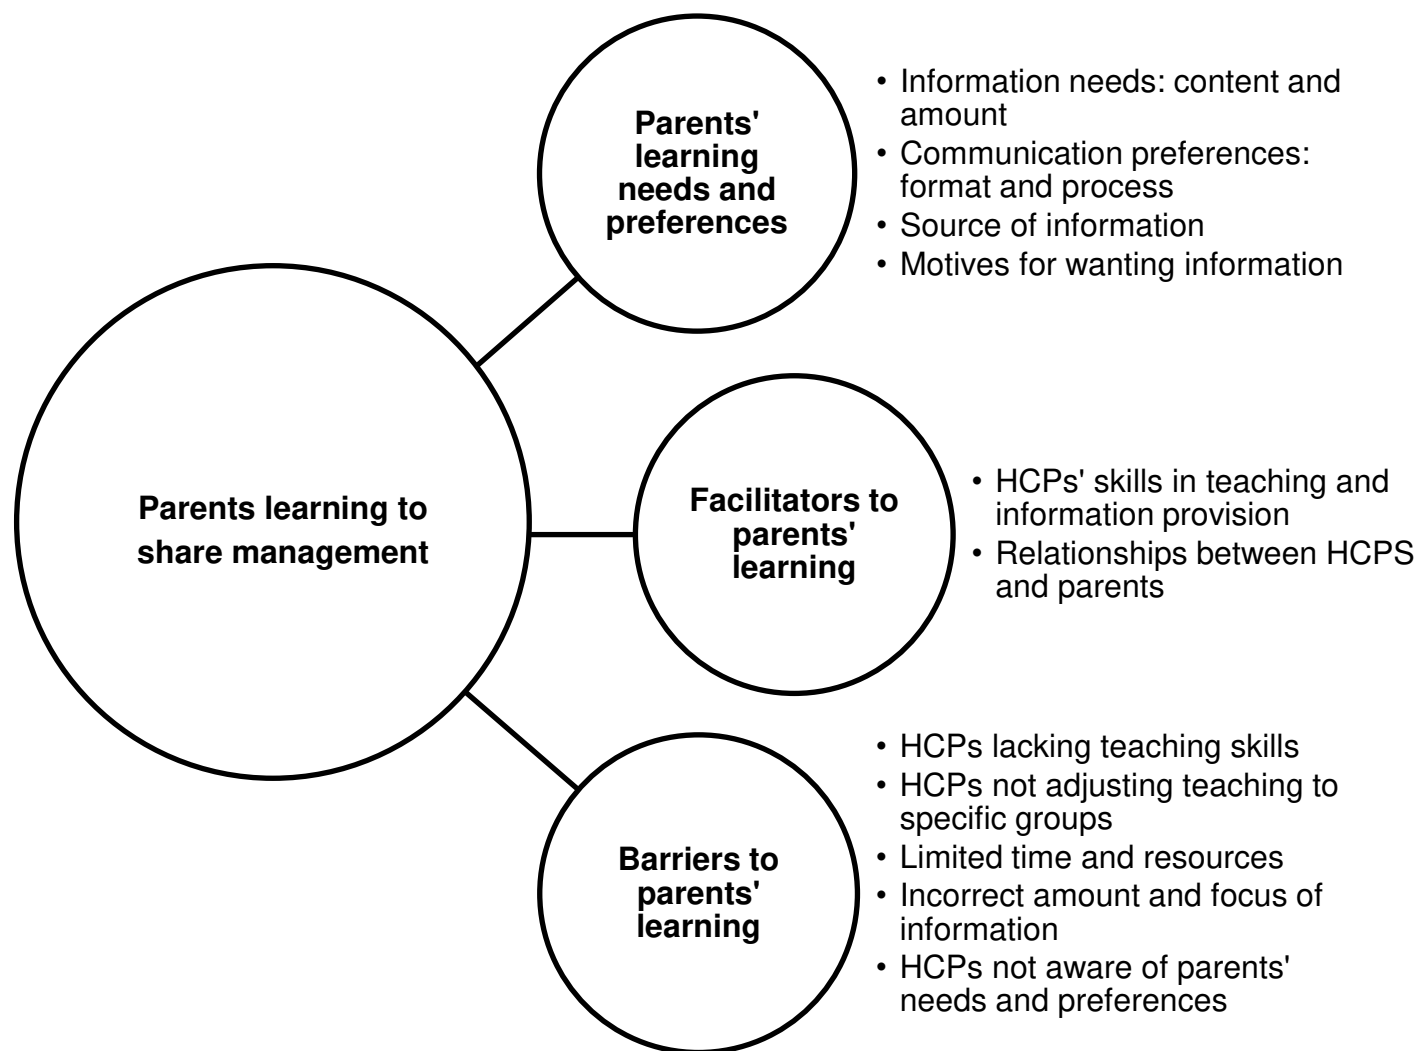 Parents'
learning
needs and
preferences
• Information needs: content and
amount
• Communication preferences:
format and process
• Source of information
• Motives for wanting information
Parents learning to
share management
Facilitators to
parents'
learning
• HCPs' skills in teaching and
information provision
• Relationships between HCPS
and parents
Barriers to
parents'
learning
• HCPs lacking teaching skills
• HCPs not adjusting teaching to
specific groups
• Limited time and resources
• Incorrect amount and focus of
information
• HCPs not aware of parents'
needs and preferences